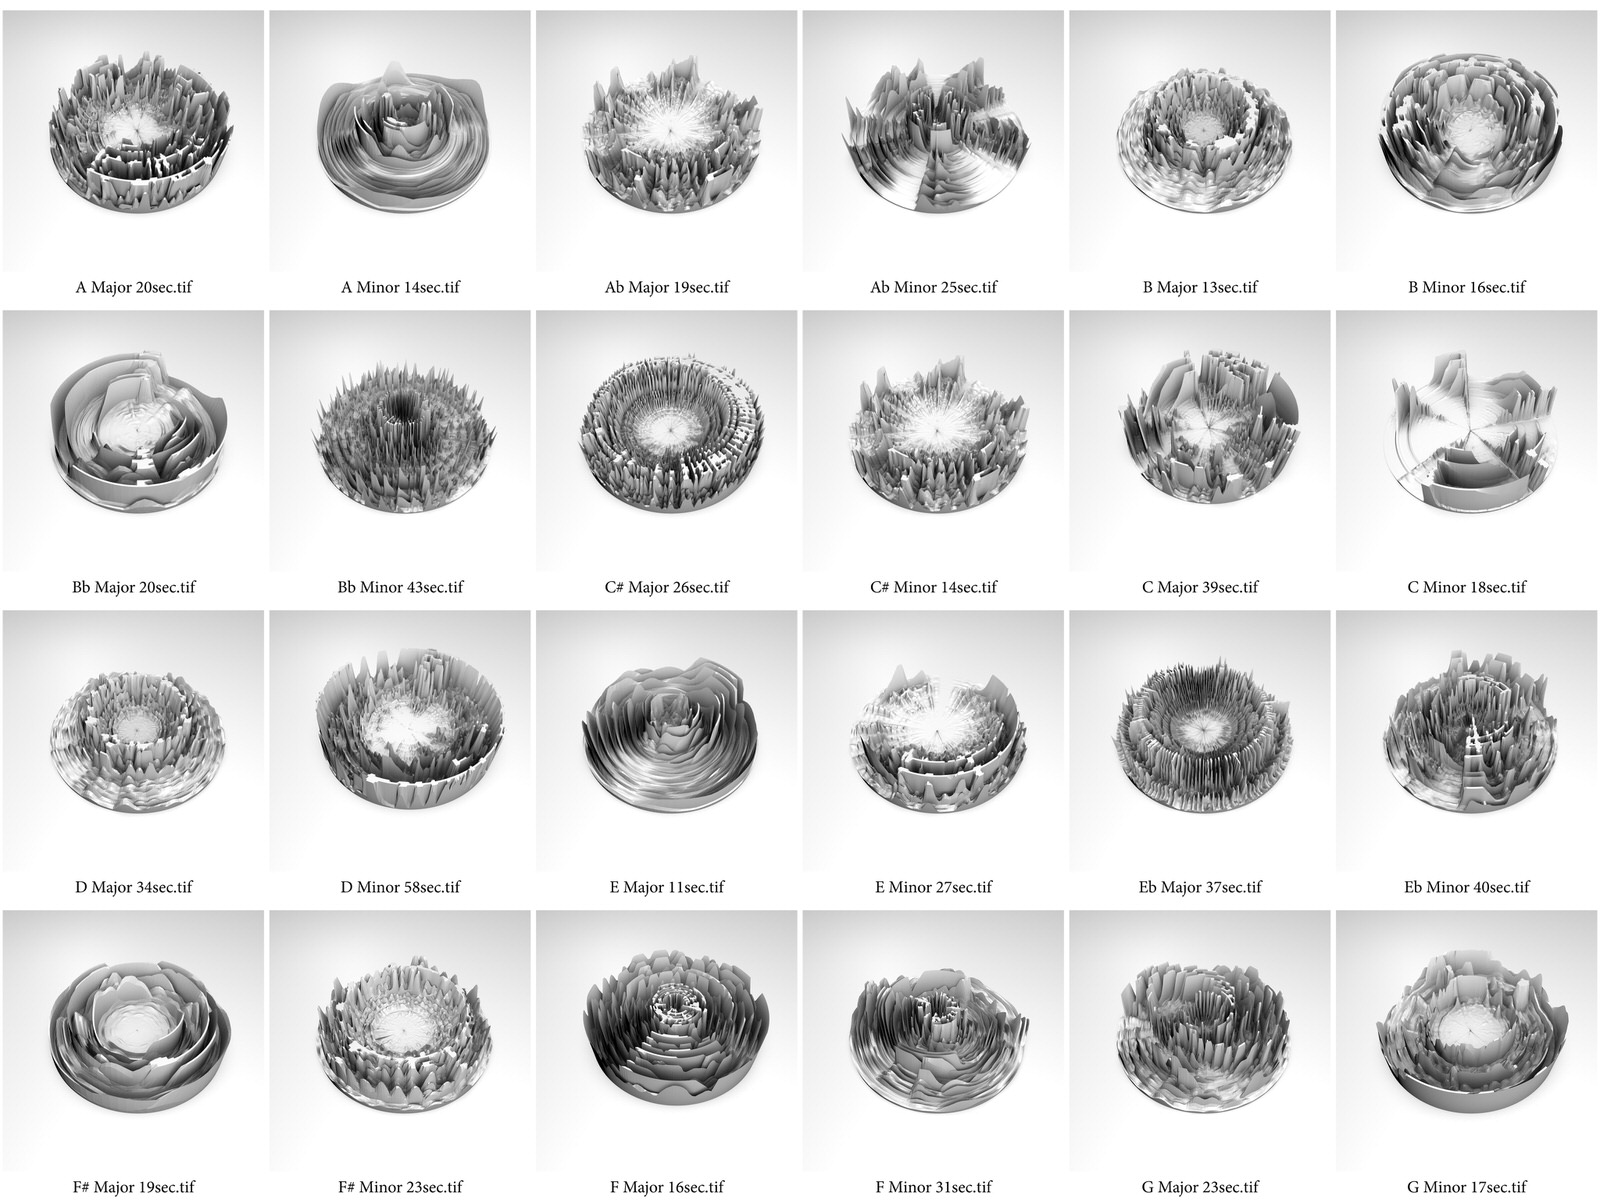 A Major 20sec.tif
A Minor 14sec.tif
Ab Major 19sec.tif
Ab Minor 25sec.tif
B Major 13sec.tif
B Minor 16sec.tif
Bb Major 20sec.tif
Bb Minor 43sec.tif
C# Major 26sec.tif
C# Minor 14sec.tif
C Major 39sec.tif
C Minor 18sec.tif
D Major 34sec.tif
D Minor 58sec.tif
E Major 11sec.tif
E Minor 27sec.tif
Eb Major 37sec.tif
Eb Minor 40sec.tif
F# Major 19sec.tif
F# Minor 23sec.tif
F Major 16sec.tif
F Minor 31sec.tif
G Major 23sec.tif
G Minor 17sec.tif